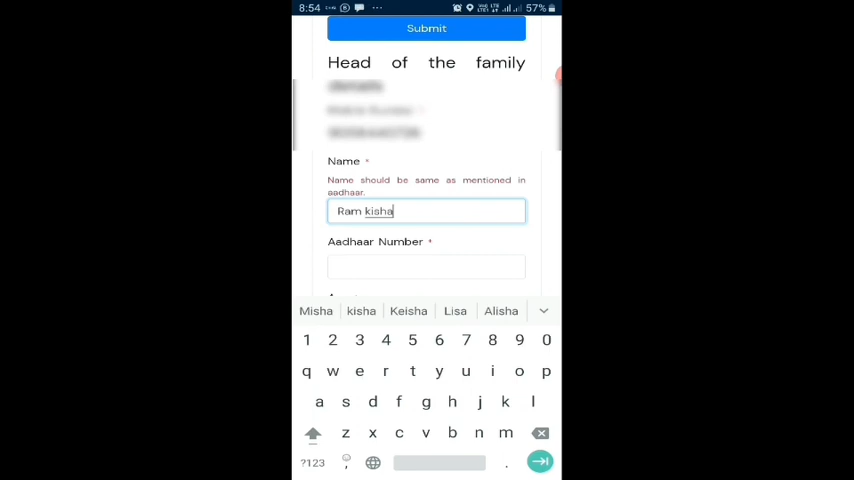 8:54 57%
Submit
Head of the family
Name *
Name should be same as mentioned in
aadhaar.
Ram kisha
Aadhaar Number *
Misha kisha Keisha Lisa Alisha
1 2 3 4 5 6 7 8 9 0
q w e r t y u i o p
a s d f g h j k l
z x c v b n m
?123 , .